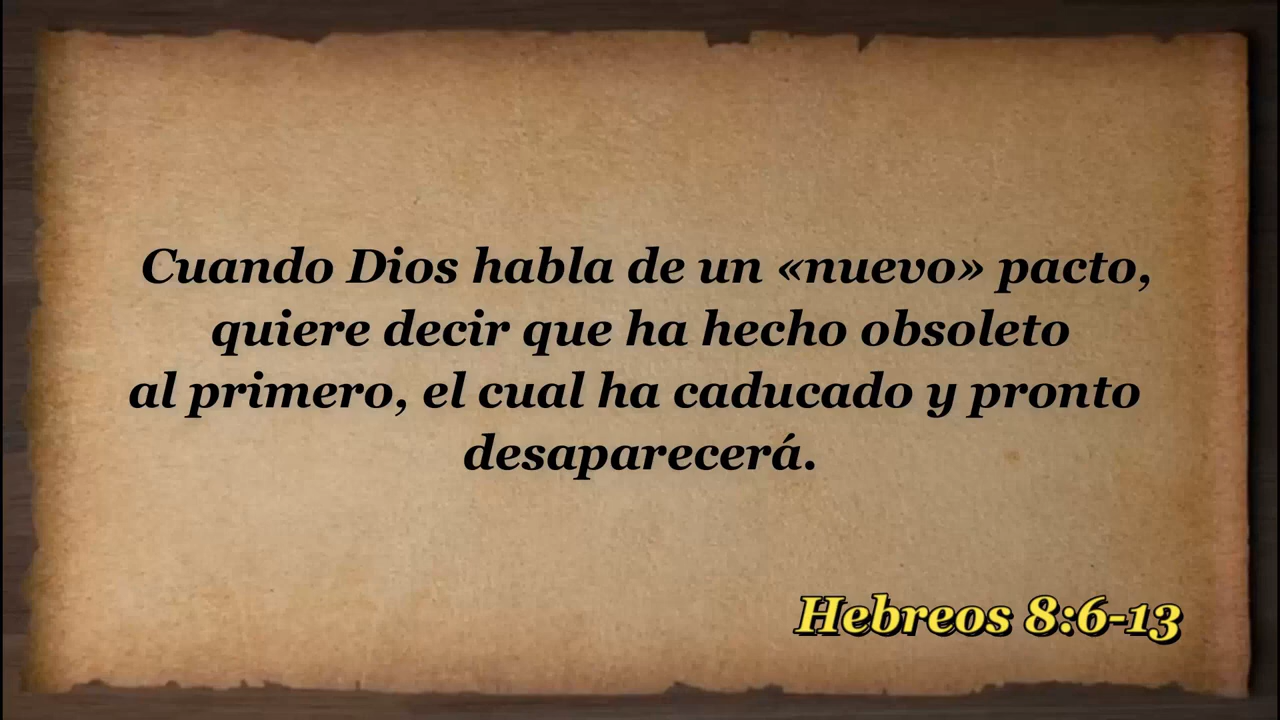 Cuando Dios habla de un «nuevo» pacto,
quiere decir que ha hecho obsoleto
al primero, el cual ha caducado y pronto
desaparecerá.
Hebreos 8:6-13